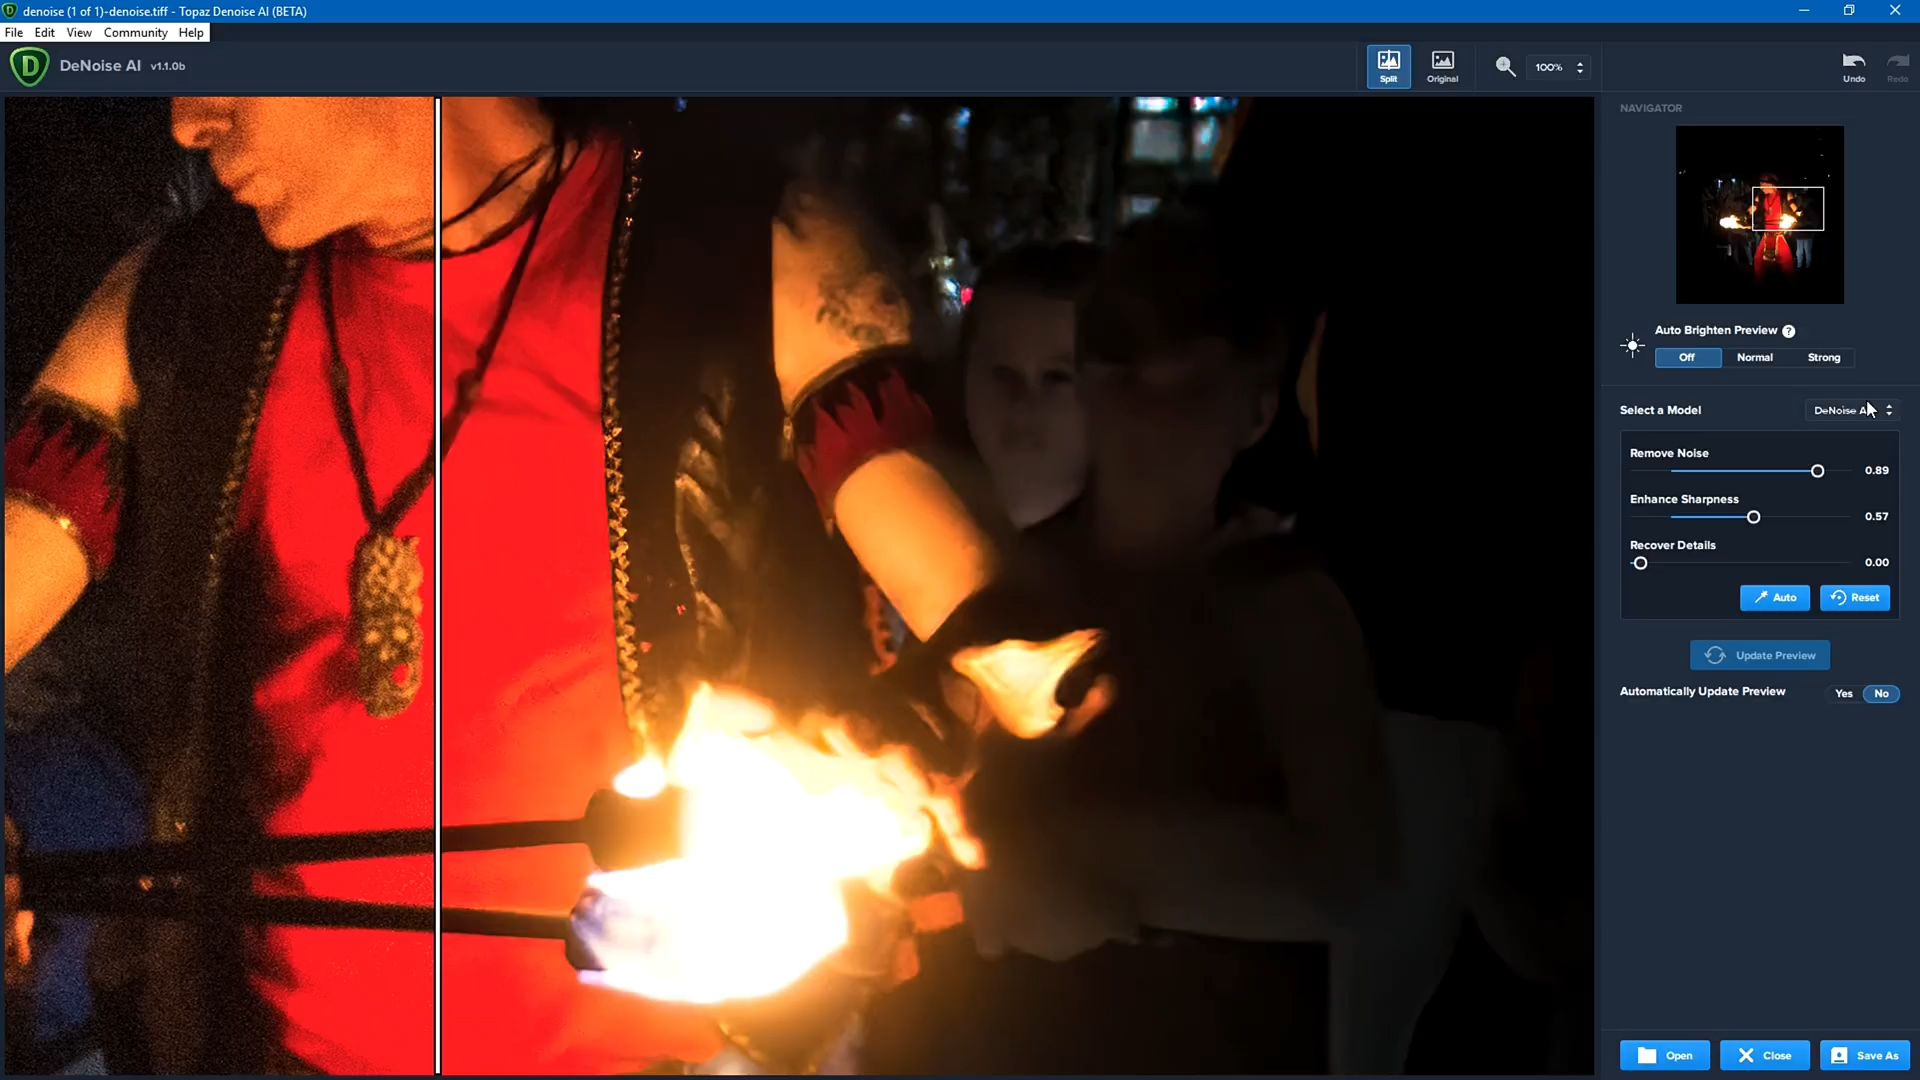 denoise (1 of 1)-denoise.tiff - Topaz Denoise AI (BETA)
File Edit View Community Help
DeNoise AI v1.1.0b
Split
Original
100%
Undo
Redo
NAVIGATOR
Auto Brighten Preview ?
Off Normal Strong
Select a Model
DeNoise
Remove Noise
0.89
Enhance Sharpness
0.57
Recover Details
0.00
Auto
Reset
Update Preview
Automatically Update Preview Yes No
Open
Close
Save As